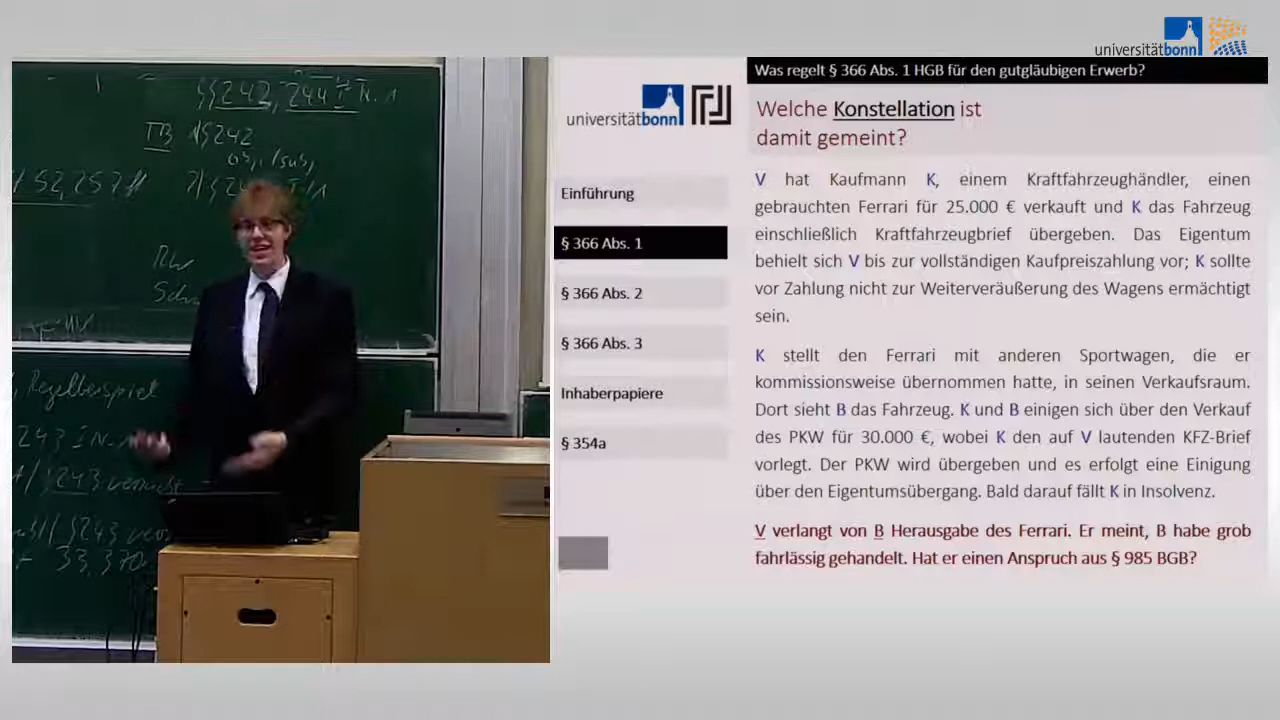 universitätbonn
§§242, 244 I Nr. 1
TB 1/§242
ob./sub.
Einführung
§ 366 Abs. 1
§ 366 Abs. 2
§ 366 Abs. 3
Inhaberpapiere
§ 354a
universitätbonn
Was regelt § 366 Abs. 1 HGB für den gutgläubigen Erwerb?
Welche Konstellation ist
damit gemeint?
V hat Kaufmann K, einem Kraftfahrzeughändler, einen
gebrauchten Ferrari für 25.000 € verkauft und K das Fahrzeug
einschließlich Kraftfahrzeugbrief übergeben. Das Eigentum
behielt sich V bis zur vollständigen Kaufpreiszahlung vor; K sollte
vor Zahlung nicht zur Weiterveräußerung des Wagens ermächtigt
sein.
K stellt den Ferrari mit anderen Sportwagen, die er
kommissionsweise übernommen hatte, in seinen Verkaufsraum.
Dort sieht B das Fahrzeug. K und B einigen sich über den Verkauf
des PKW für 30.000 €, wobei K den auf V lautenden KFZ-Brief
vorlegt. Der PKW wird übergeben und es erfolgt eine Einigung
über den Eigentumsübergang. Bald darauf fällt K in Insolvenz.
V verlangt von B Herausgabe des Ferrari. Er meint, B habe grob
fahrlässig gehandelt. Hat er einen Anspruch aus § 985 BGB?
Rw
Regelbeispiel